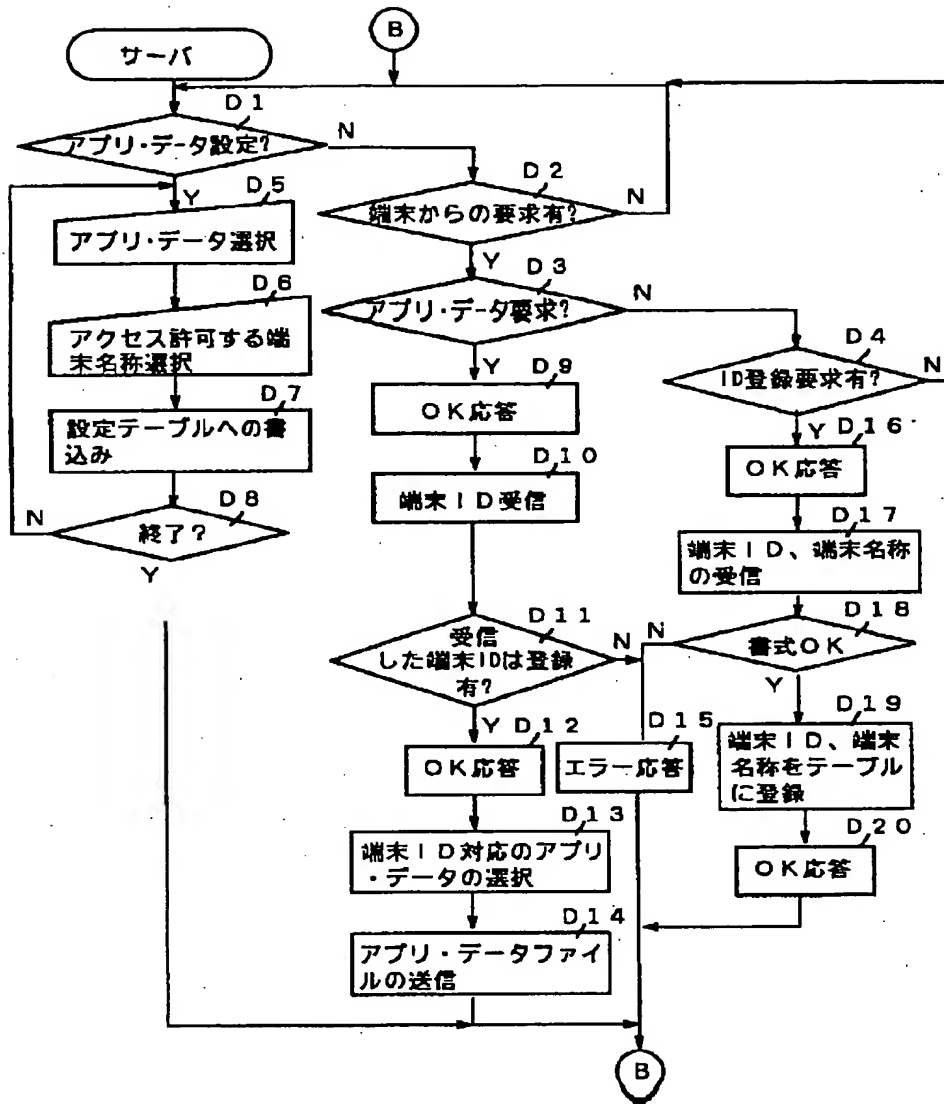 B
サーバ
D1
アプリ・データ設定?
N
D2
端末からの要求有?
N
Y
D5
アプリ・データ選択
Y
D3
アプリ・データ要求?
N
D6
アクセス許可する端
末名称選択
D4
ID登録要求有?
N
Y
D9
OK応答
D7
設定テーブルへの書
込み
Y
D16
OK応答
D10
端末ID受信
D8
終了?
N
Y
D17
端末ID、端末名称
の受信
D11
受信
した端末IDは登録
有?
N
D18
書式OK
N
Y
Y
D12
OK応答
D15
エラー応答
D19
端末ID、端末
名称をテーブル
に登録
D13
端末ID対応のアプリ
・データの選択
D20
OK応答
D14
アプリ・データファイ
ルの送信
B